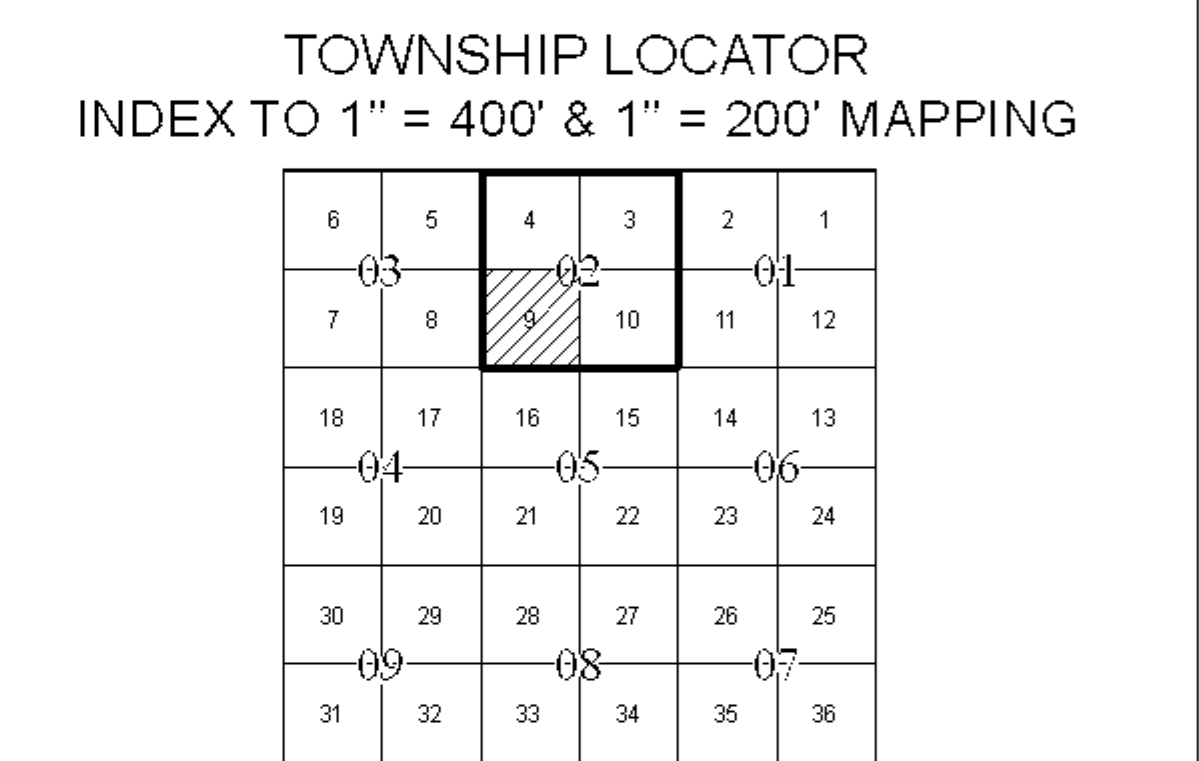 TOWNSHIP LOCATOR
INDEX TO 1" = 400' & 1" = 200' MAPPING
6 5 4 3 2 1
03 02 01
7 8 9 10 11 12
18 17 16 15 14 13
04 05 06
19 20 21 22 23 24
30 29 28 27 26 25
09 08 07
31 32 33 34 35 36